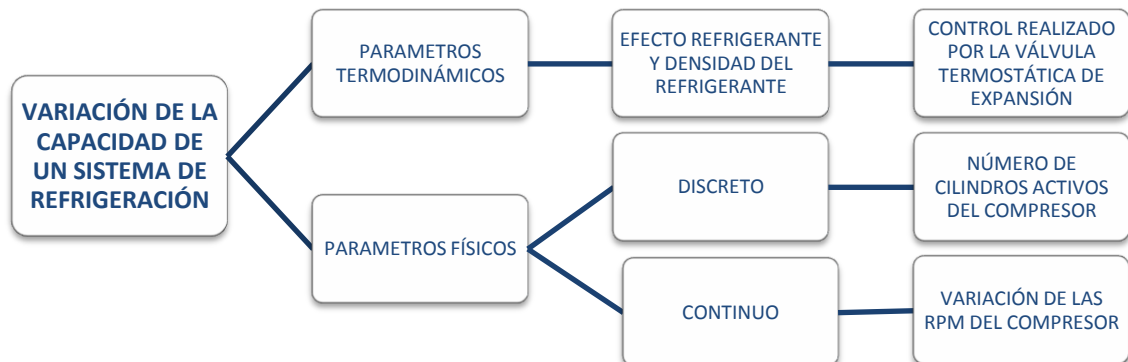 VARIACIÓN DE LA
CAPACIDAD DE
UN SISTEMA DE
REFRIGERACIÓN
PARAMETROS
TERMODINÁMICOS
EFECTO REFRIGERANTE
Y DENSIDAD DEL
REFRIGERANTE
CONTROL REALIZADO
POR LA VÁLVULA
TERMOSTÁTICA DE
EXPANSIÓN
PARAMETROS FÍSICOS
DISCRETO
NÚMERO DE
CILINDROS ACTIVOS
DEL COMPRESOR
CONTINUO
VARIACIÓN DE LAS
RPM DEL COMPRESOR